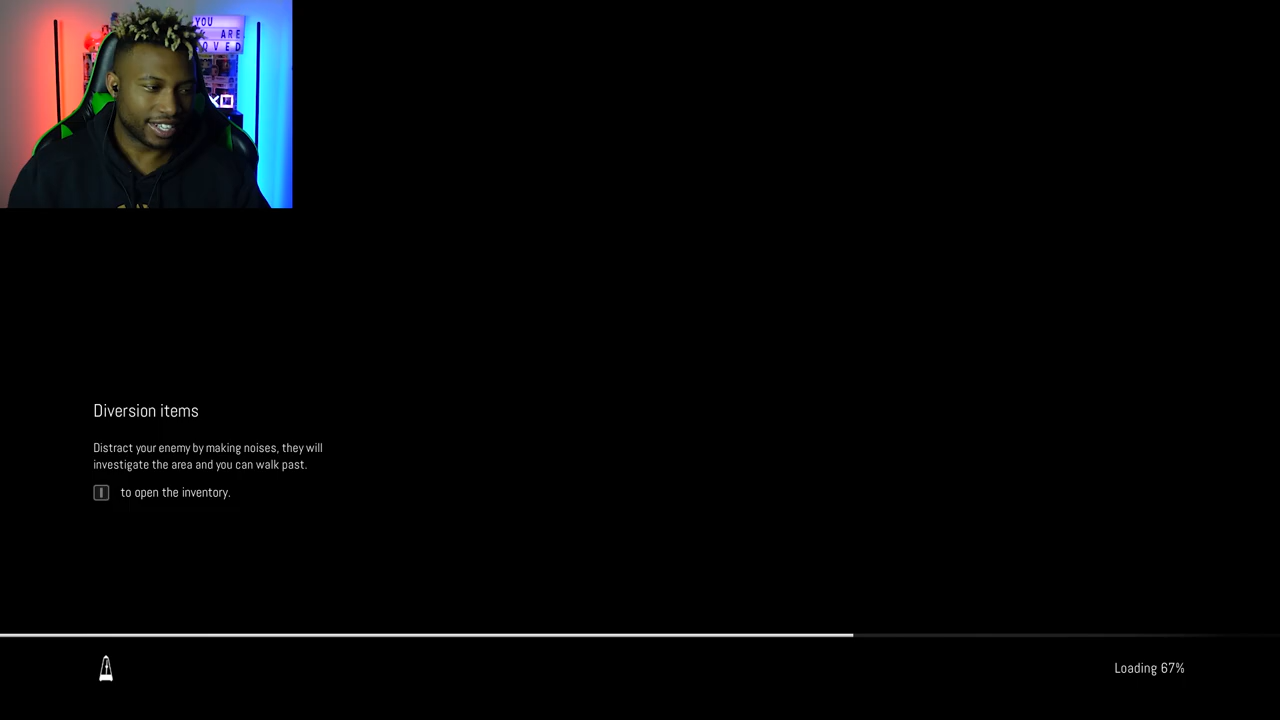 YOU
ARE
OVED
Diversion items
Distract your enemy by making noises, they will
investigate the area and you can walk past.
I to open the inventory.
Loading 67%